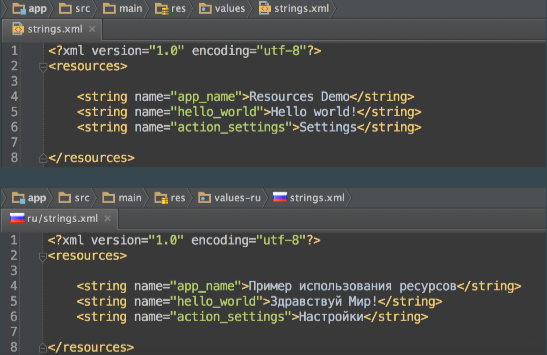 app src main res values strings.xml
strings.xml
1 <?xml version="1.0" encoding="utf-8"?>
2 <resources>
3
4 <string name="app_name">Resources Demo</string>
5 <string name="hello_world">Hello world!</string>
6 <string name="action_settings">Settings</string>
7
8 </resources>
app src main res values-ru strings.xml
ru/strings.xml
1 <?xml version="1.0" encoding="utf-8"?>
2 <resources>
3
4 <string name="app_name">Пример использования ресурсов</string>
5 <string name="hello_world">Здравствуй Мир!</string>
6 <string name="action_settings">Настройки</string>
7
8 </resources>